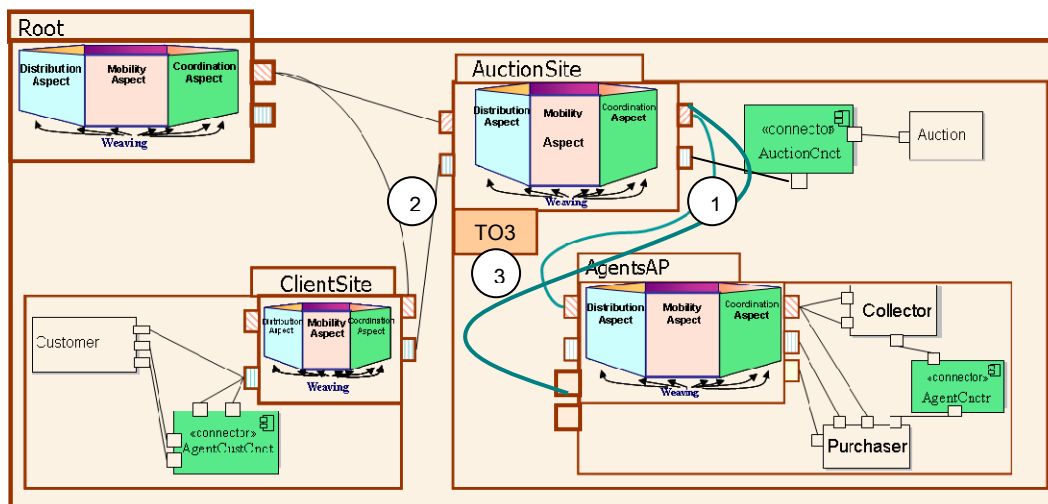 Root
Distribution
Aspect
Mobility
Aspect
Coordination
Aspect
Weaving
AuctionSite
Distribution
Aspect
Mobility
Aspect
Coordination
Aspect
Weaving
«connector»
AuctionCnct
Auction
1
2
TO3
3
AgentsAP
Distribution
Aspect
Mobility
Aspect
Coordination
Aspect
Weaving
Collector
«connector»
AgentCnctr
Purchaser
ClientSite
Distribution
Aspect
Mobility
Aspect
Coordination
Aspect
Weaving
Customer
«connector»
AgentCustCnct